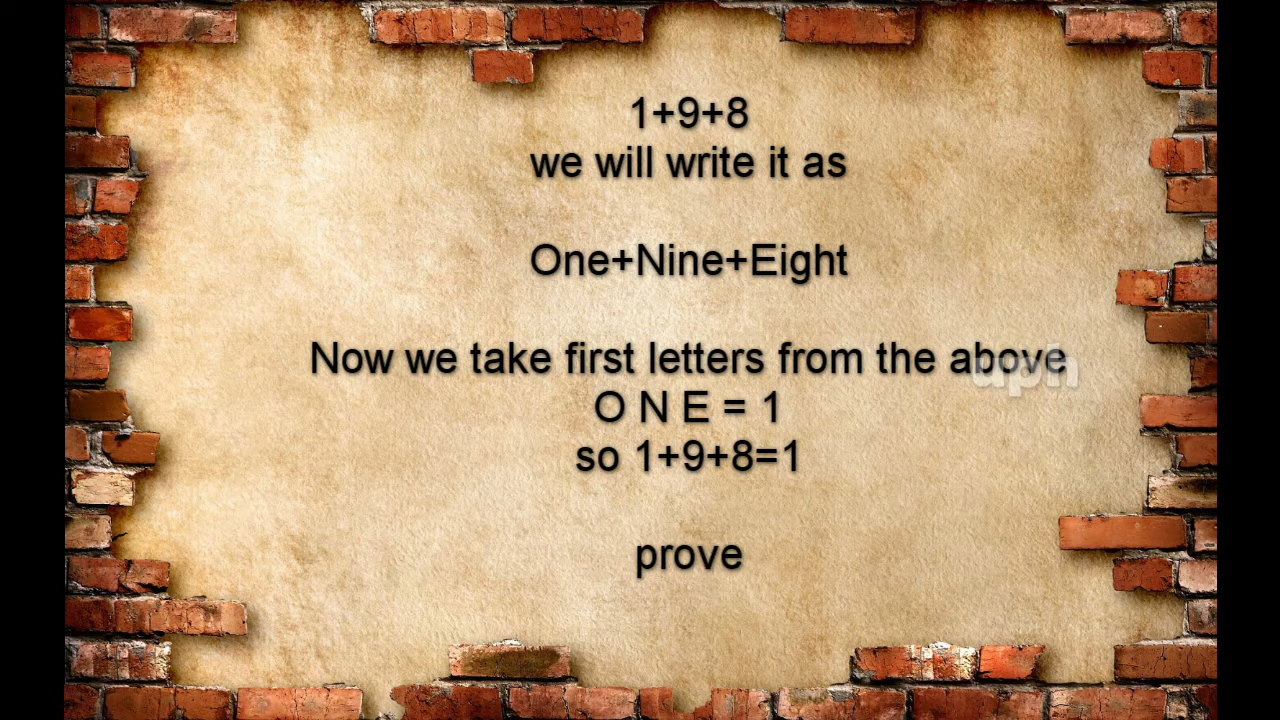 1+9+8
we will write it as
One+Nine+Eight
Now we take first letters from the above
uph
O N E = 1
so 1+9+8=1
prove